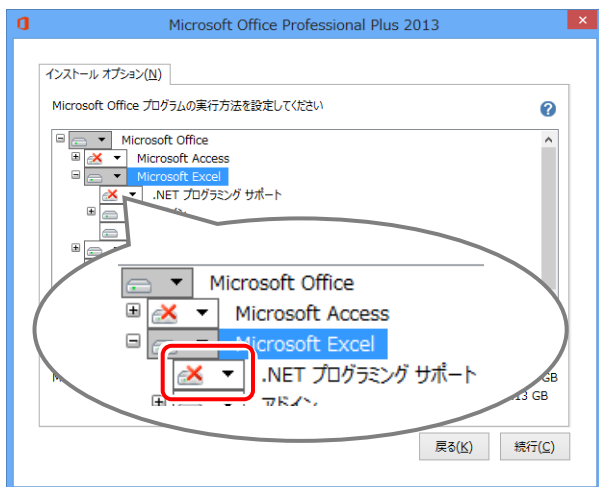 Microsoft Office Professional Plus 2013
インストール オプション(N)
Microsoft Office プログラムの実行方法を設定してください
Microsoft Office
Microsoft Access
Microsoft Excel
.NET プログラミング サポート
Microsoft Office
Microsoft Access
Microsoft Excel
.NET プログラミング サポート
アドイン
GB
GB
戻る(K)
続行(C)